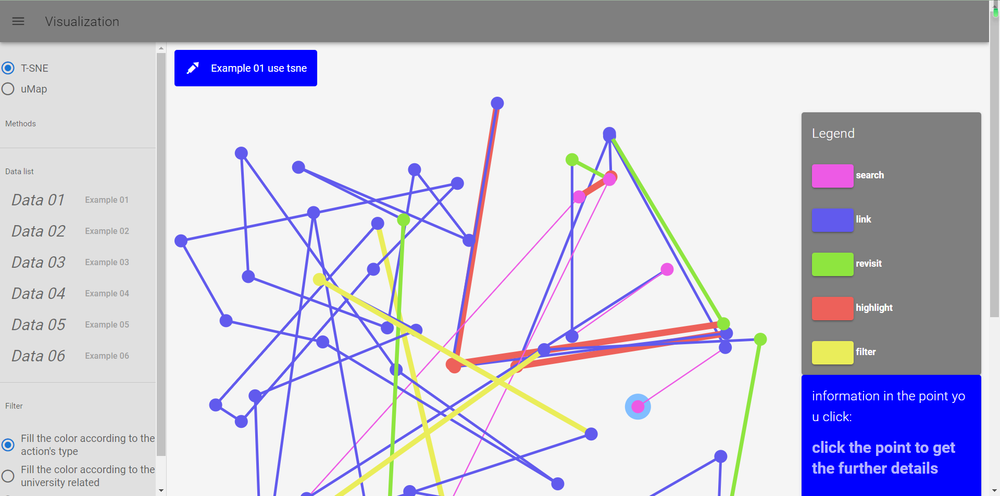 Visualization
T-SNE
uMap
Methods
Data list
Data 01 Example 01
Data 02 Example 02
Data 03 Example 03
Data 04 Example 04
Data 05 Example 05
Data 06 Example 06
Filter
Fill the color according to the
action's type
Fill the color according to the
university related
Example 01 use tsne
Legend
search
link
revisit
highlight
filter
information in the point yo
u click:
click the point to get
the further details